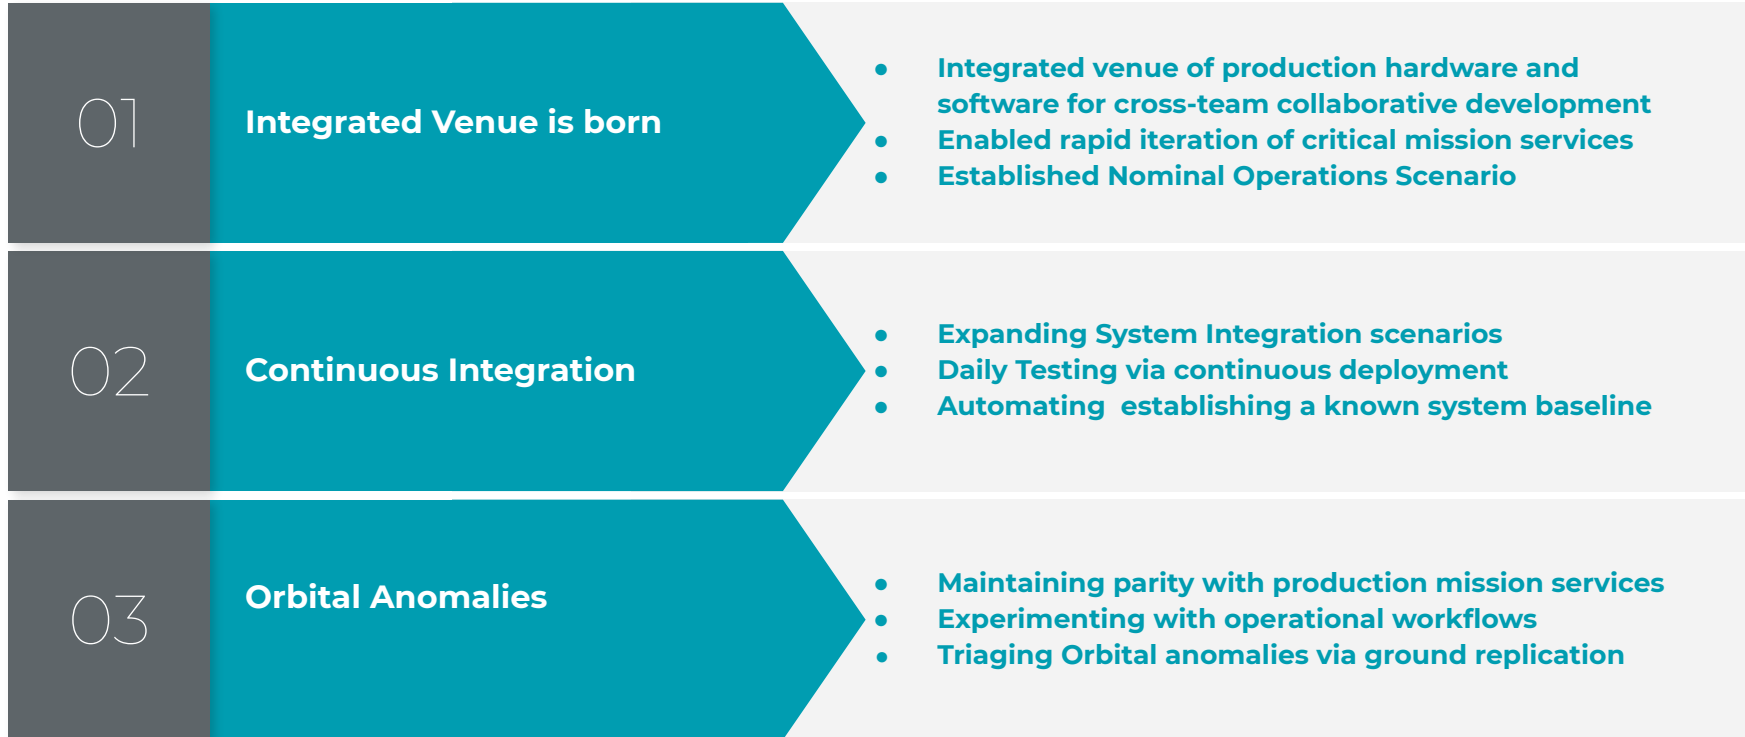 01
Integrated Venue is born
● Integrated venue of production hardware and
software for cross-team collaborative development
● Enabled rapid iteration of critical mission services
● Established Nominal Operations Scenario
02
Continuous Integration
● Expanding System Integration scenarios
● Daily Testing via continuous deployment
● Automating  establishing a known system baseline
03
Orbital Anomalies
● Maintaining parity with production mission services
● Experimenting with operational workflows
● Triaging Orbital anomalies via ground replication